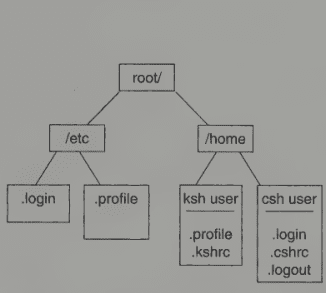 root/
/etc
/home
.login
.profile
ksh user
csh user
.profile
.kshrc
.login
.cshrc
.logout